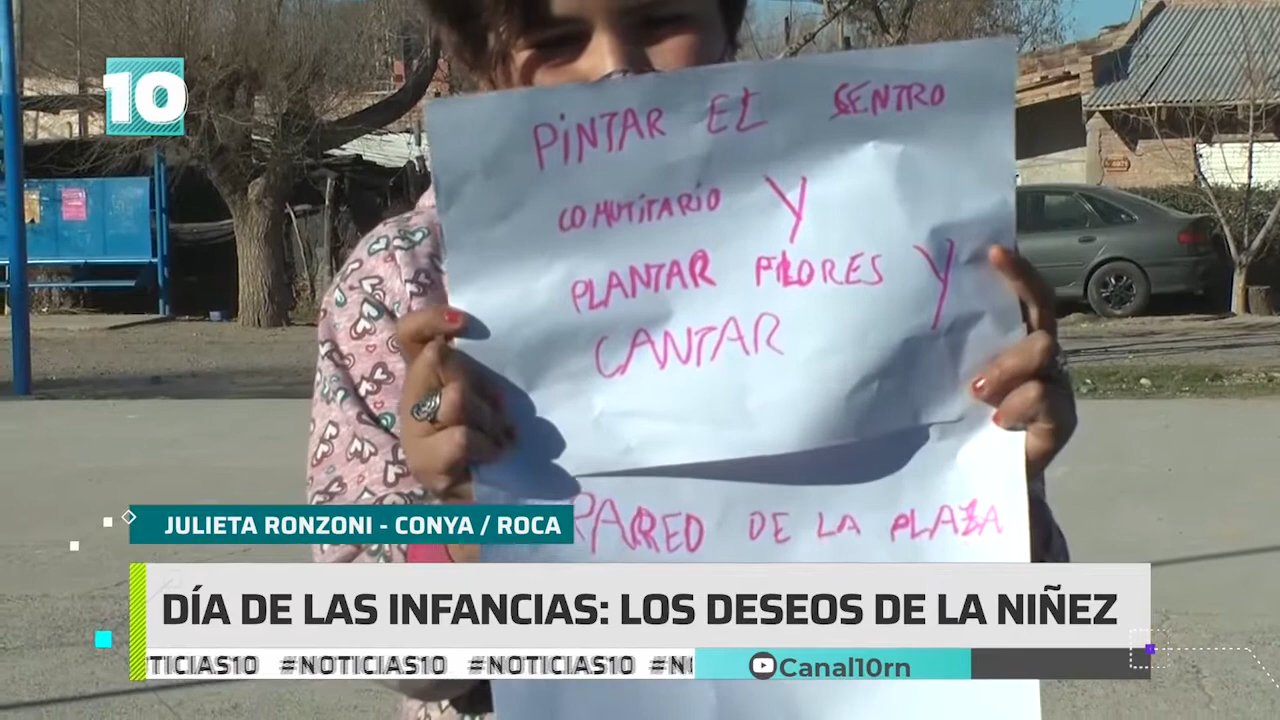 10
PINTAR EL SENTRO
COMUTITARIO Y
PLANTAR FLORES Y
CANTAR
PARED DE LA PLAZA
JULIETA RONZONI - CONYA / ROCA
DÍA DE LAS INFANCIAS: LOS DESEOS DE LA NIÑEZ
TICIAS10 #NOTICIAS10 #NOTICIAS10 #N
Canal10rn